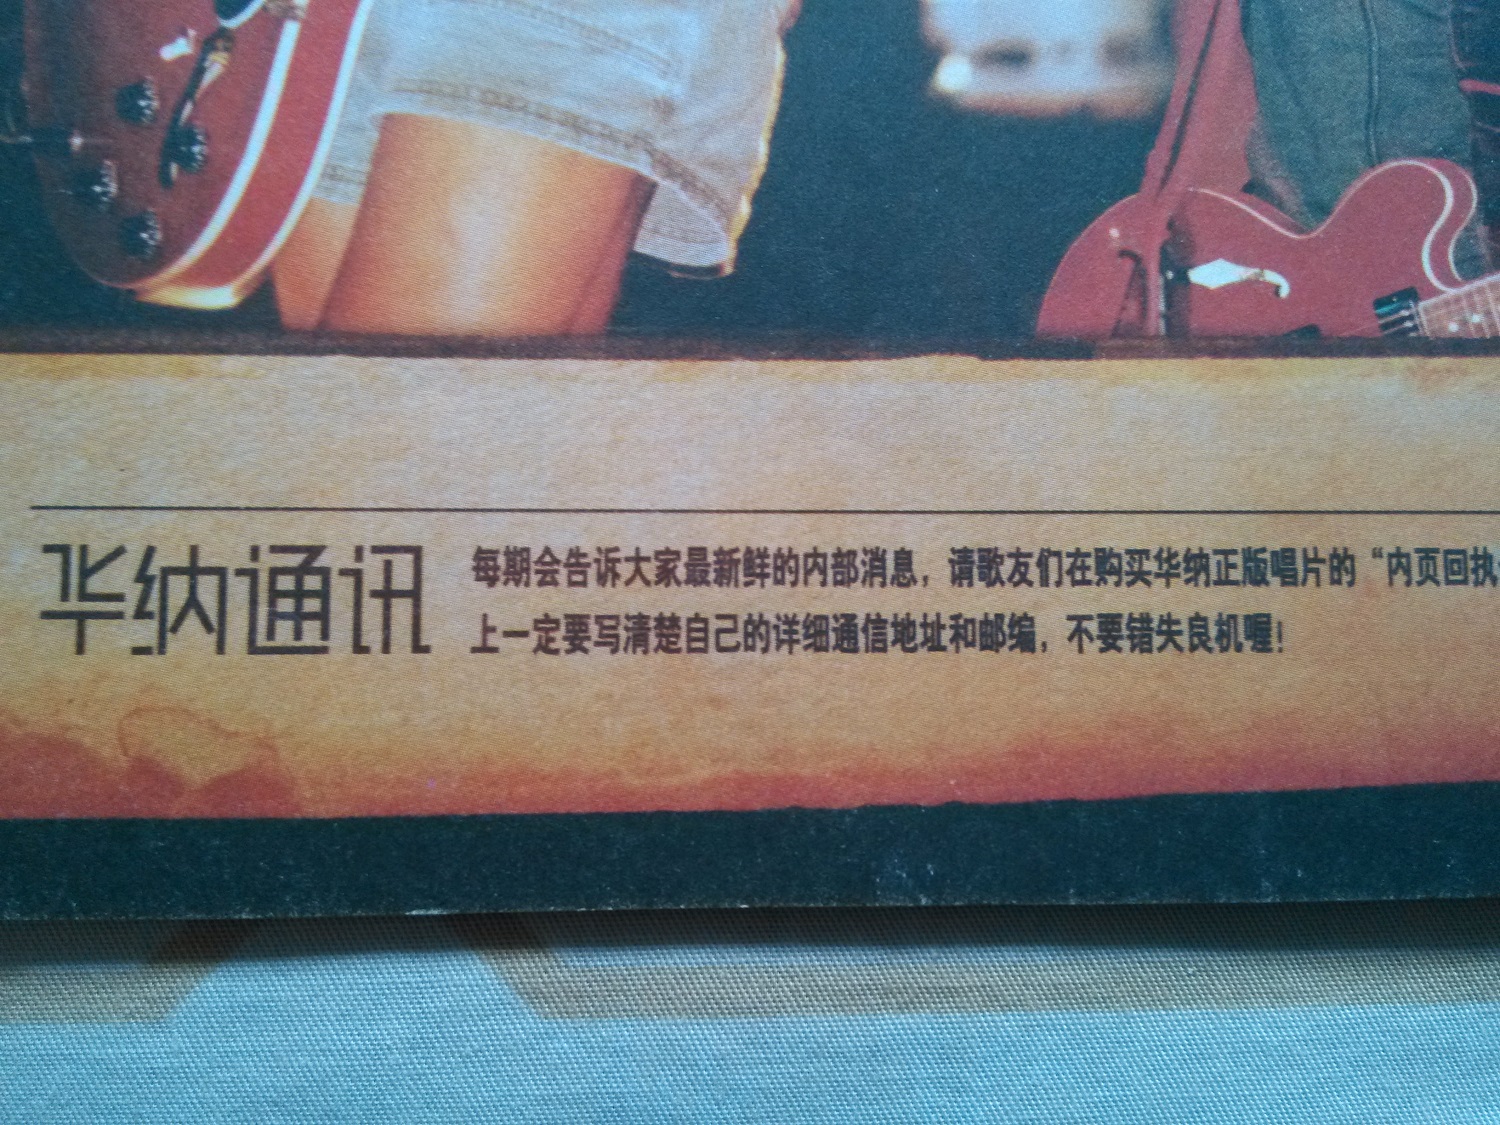 华纳通讯
每期会告诉大家最新鲜的内部消息，请歌友们在购买华纳正版唱片的“内页回执
上一定要写清楚自己的详细通信地址和邮编，不要错失良机喔！